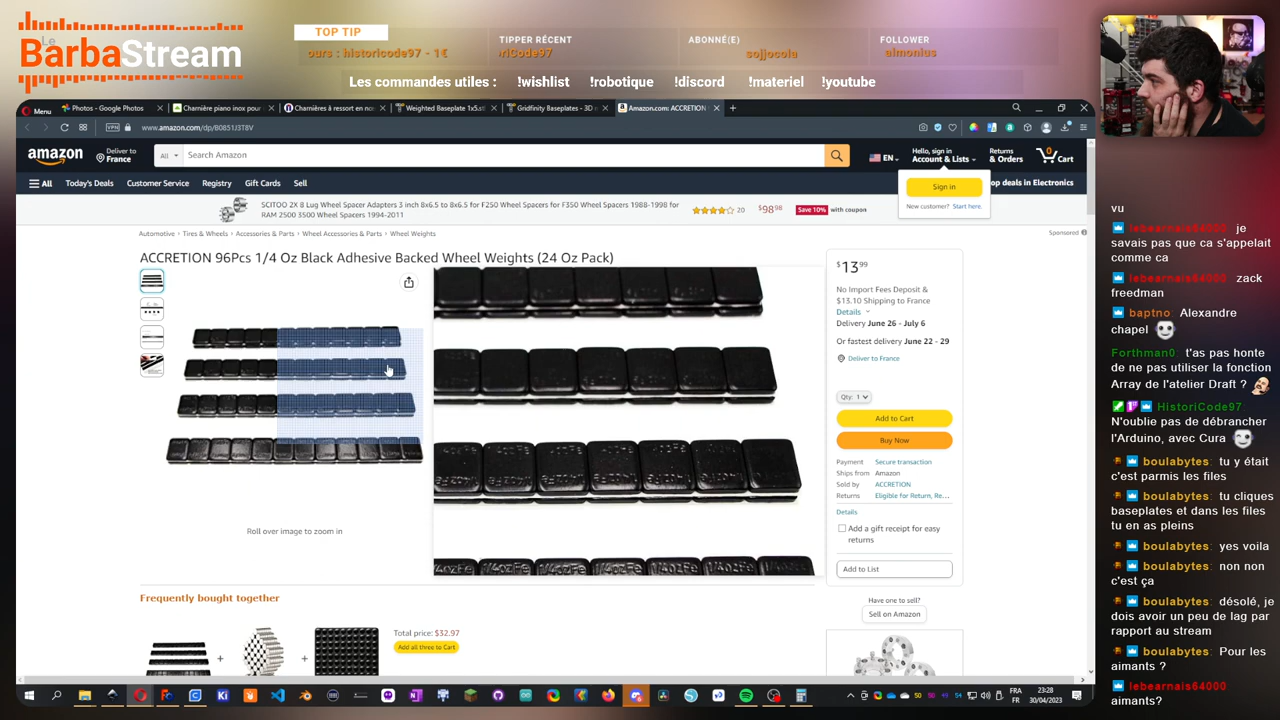 Le
BarbaStream
TOP TIP
ours : historicode97 - 1€
TIPPER RÉCENT
riCode97
ABONNÉ(E)
sojjocola
FOLLOWER
almonius
Les commandes utiles : !wishlist !robotique !discord !materiel !youtube
Menu
Photos - Google Photos
Charnière piano inox pour
Charnières à ressort en no
Weighted Baseplate 1x5.stl
Gridfinity Baseplates - 3D
Amazon.com: ACCRETION
VPN
www.amazon.com/dp/B0851J3T8V
amazon
Deliver to
France
All
Search Amazon
EN
Hello, sign in
Account & Lists
Returns
& Orders
0
Cart
All
Today's Deals
Customer Service
Registry
Gift Cards
Sell
Sign in
New customer? Start here.
op deals in Electronics
SCITOO 2X 8 Lug Wheel Spacer Adapters 3 inch 8x6.5 to 8x6.5 for F250 Wheel Spacers for F350 Wheel Spacers 1988-1998 for
RAM 2500 3500 Wheel Spacers 1994-2011
20
$98⁹⁸
Save 10% with coupon
Sponsored
Automotive › Tires & Wheels › Accessories & Parts › Wheel Accessories & Parts › Wheel Weights
ACCRETION 96Pcs 1/4 Oz Black Adhesive Backed Wheel Weights (24 Oz Pack)
Roll over image to zoom in
$13⁹⁹
No Import Fees Deposit &
$13.10 Shipping to France
Details
Delivery June 26 - July 6
Or fastest delivery June 22 - 29
Deliver to France
Qty: 1
Add to Cart
Buy Now
Payment Secure transaction
Ships from Amazon
Sold by ACCRETION
Returns Eligible for Return, Re...
Details
Add a gift receipt for easy
returns
Add to List
Have one to sell?
Sell on Amazon
Frequently bought together
+
+
Total price: $32.97
Add all three to Cart
vu
lebearnais64000 je
savais pas que ca s'appelait
comme ca
lebearnais64000 zack
freedman
baptno: Alexandre
chapel
Forthman0: t'as pas honte
de ne pas utiliser la fonction
Array de l'atelier Draft ?
HistoriCode97:
N'oublie pas de débrancher
l'Arduino, avec Cura
boulabytes: tu y était
c'est parmis les files
boulabytes: tu cliques
baseplates et dans les files
tu en as pleins
boulabytes: yes voila
boulabytes: non non
c'est ça
boulabytes: désolé, je
dois avoir un peu de lag par
rapport au stream
boulabytes: Pour les
aimants ?
lebearnais64000
aimants?
FRA
FR
23:28
30/04/2023